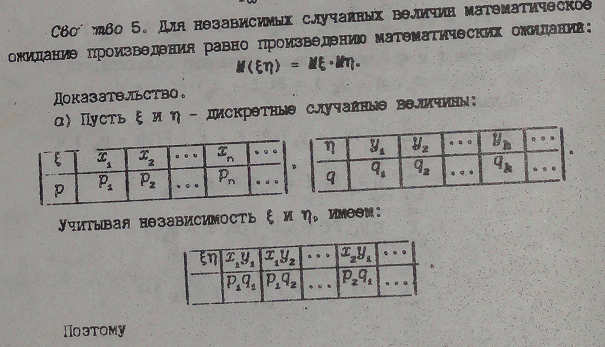 Свойство 5. Для независимых случайных величин математическое
ожидание произведения равно произведению математических ожиданий:
M(ξη) = Mξ·Mη.
Доказательство.
а) Пусть ξ и η - дискретные случайные величины:
ξ x₁ x₂ ... xₙ ... , η y₁ y₂ ... yₖ ... .
p p₁ p₂ ... pₙ ... q q₁ q₂ ... qₖ ...
Учитывая независимость ξ и η, имеем:
ξη x₁y₁ x₁y₂ ... x₂y₁ ...
p₁q₁ p₁q₂ ... p₂q₁ ... .
Поэтому